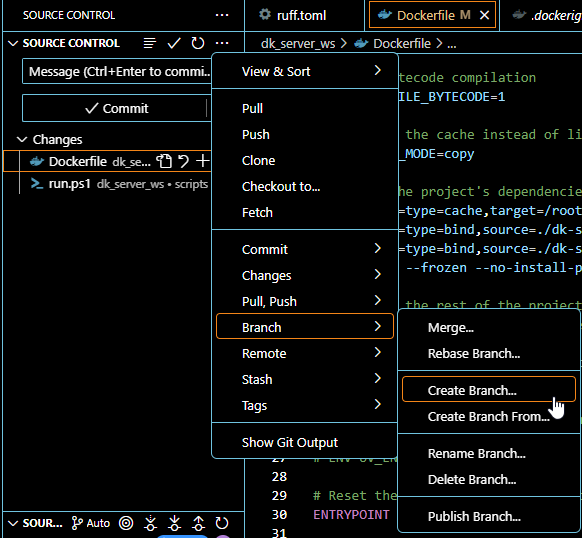 SOURCE CONTROL
SOURCE CONTROL
Message (Ctrl+Enter to commi...
Commit
Changes
Dockerfile dk_se...
run.ps1 dk_server_ws • scripts
SOUR... Auto
ruff.toml
Dockerfile M
.dockerig
dk_server_ws > Dockerfile > ...
tecode compilation
ILE_BYTECODE=1
the cache instead of li
_MODE=copy
he project's dependencie
=type=cache,target=/root
=type=bind,source=./dk-s
=type=bind,source=./dk-s
--frozen --no-install-p
the rest of the project
28
29 # Reset the
30 ENTRYPOINT
31
View & Sort
Pull
Push
Clone
Checkout to...
Fetch
Commit
Changes
Pull, Push
Branch
Remote
Stash
Tags
Show Git Output
Merge...
Rebase Branch...
Create Branch...
Create Branch From...
Rename Branch...
Delete Branch...
Publish Branch...